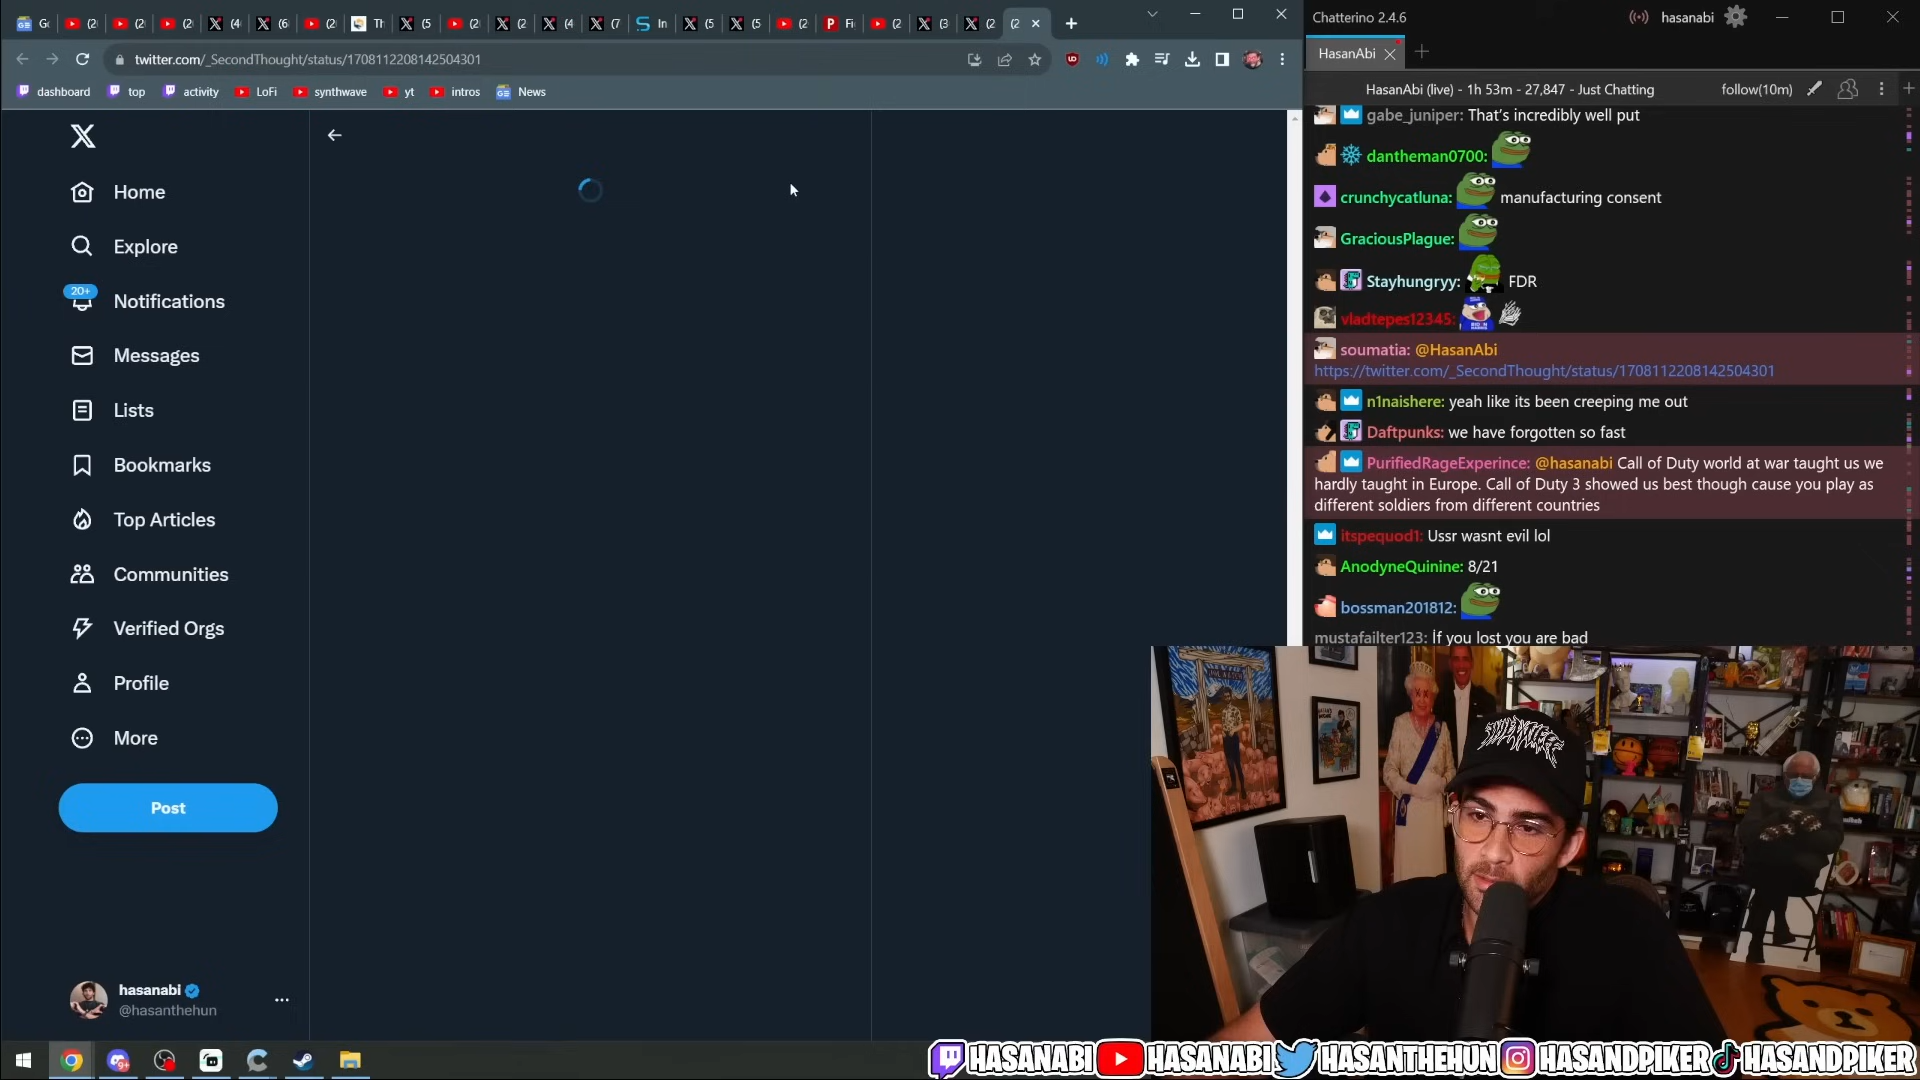 twitter.com/_SecondThought/status/1708112208142504301
dashboard
top
activity
LoFi
synthwave
yt
intros
News
Home
Explore
20+
Notifications
Messages
Lists
Bookmarks
Top Articles
Communities
Verified Orgs
Profile
More
Post
hasanabi
@hasanthehun
Chatterino 2.4.6
hasanabi
HasanAbi
HasanAbi (live) - 1h 53m - 27,847 - Just Chatting
follow(10m)
gabe_juniper: That's incredibly well put
dantheman0700:
crunchycatluna: manufacturing consent
GraciousPlague:
Stayhungryy: FDR
vladtepes12345:
soumatia: @HasanAbi
https://twitter.com/_SecondThought/status/1708112208142504301
n1naishere: yeah like its been creeping me out
Daftpunks: we have forgotten so fast
PurifiedRageExperince: @hasanabi Call of Duty world at war taught us we
hardly taught in Europe. Call of Duty 3 showed us best though cause you play as
different soldiers from different countries
itspequod1: Ussr wasnt evil lol
AnodyneQuinine: 8/21
bossman201812:
mustafailter123: İf you lost you are bad
HASANABI HASANABI HASANTHEHUN HASANDPIKER HASANDPIKER